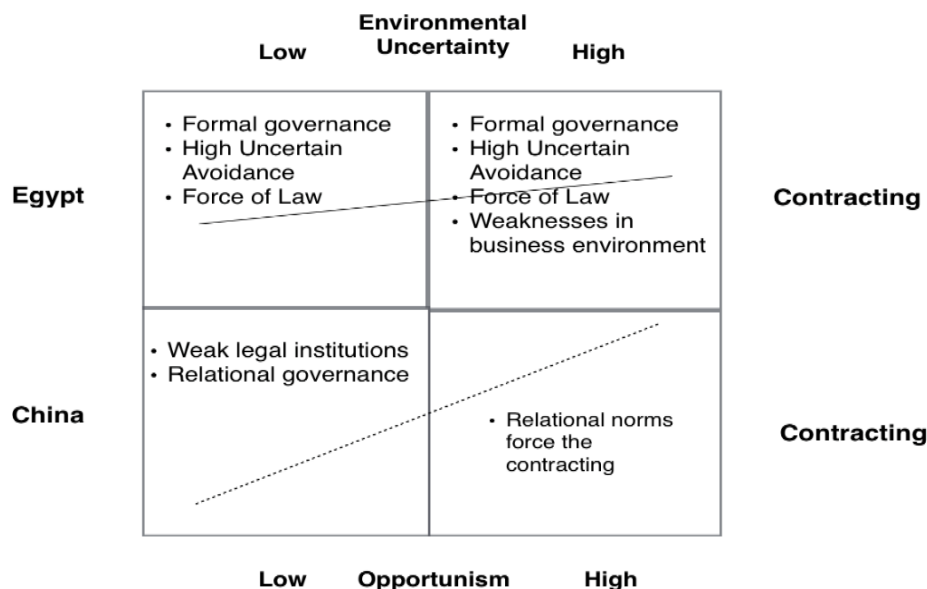 Environmental
Uncertainty
Low
High
Egypt
• Formal governance
• High Uncertain
Avoidance
• Force of Law
• Formal governance
• High Uncertain
Avoidance
• Force of Law
• Weaknesses in
business environment
Contracting
China
• Weak legal institutions
• Relational governance
• Relational norms
force the
contracting
Contracting
Low
Opportunism
High